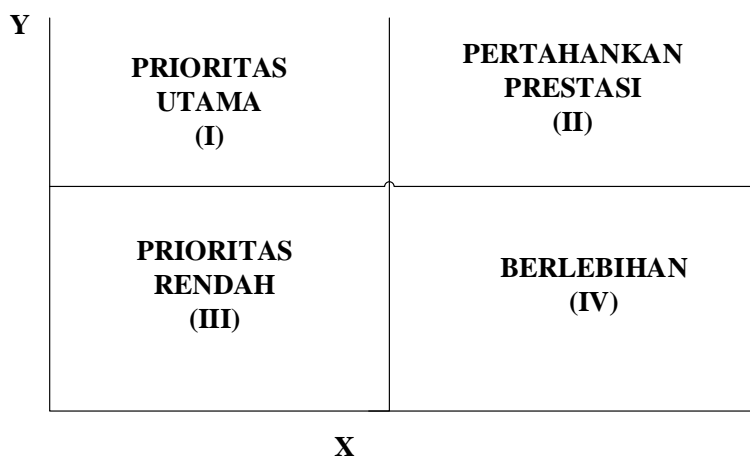 Y
PRIORITAS
UTAMA
(I)
PERTAHANKAN
PRESTASI
(II)
PRIORITAS
RENDAH
(III)
BERLEBIHAN
(IV)
X